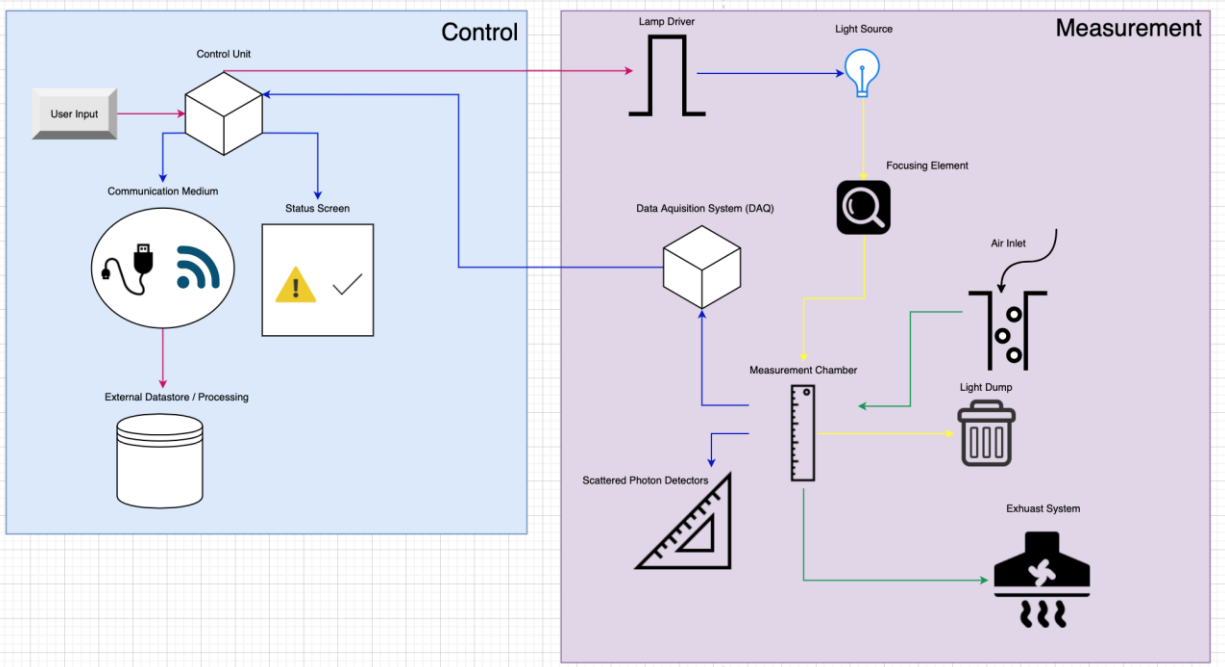 Control
Control Unit
User Input
Communication Medium
Status Screen
External Datastore / Processing
Measurement
Lamp Driver
Light Source
Focusing Element
Data Aquisition System (DAQ)
Air Inlet
Measurement Chamber
Light Dump
Scattered Photon Detectors
Exhuast System